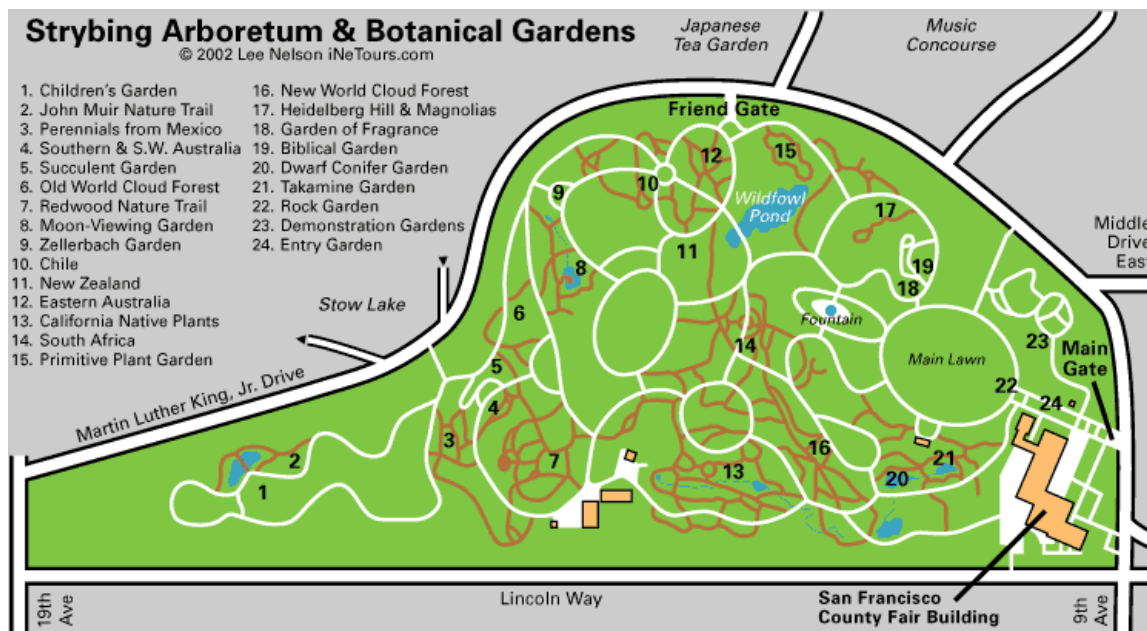 Strybing Arboretum & Botanical Gardens
© 2002 Lee Nelson iNeTours.com
1. Children's Garden
2. John Muir Nature Trail
3. Perennials from Mexico
4. Southern & S.W. Australia
5. Succulent Garden
6. Old World Cloud Forest
7. Redwood Nature Trail
8. Moon-Viewing Garden
9. Zellerbach Garden
10. Chile
11. New Zealand
12. Eastern Australia
13. California Native Plants
14. South Africa
15. Primitive Plant Garden
16. New World Cloud Forest
17. Heidelberg Hill & Magnolias
18. Garden of Fragrance
19. Biblical Garden
20. Dwarf Conifer Garden
21. Takamine Garden
22. Rock Garden
23. Demonstration Gardens
24. Entry Garden
Japanese
Tea Garden
Music
Concourse
Friend Gate
12
15
10
9
Wildfowl
Pond
17
Middle
Drive
East
11
8
19
18
Stow Lake
6
Fountain
14
Main Lawn
23
Main
Gate
5
22
24
4
Martin Luther King, Jr. Drive
3
2
7
13
16
21
20
1
19th
Ave
Lincoln Way
San Francisco
County Fair Building
9th
Ave